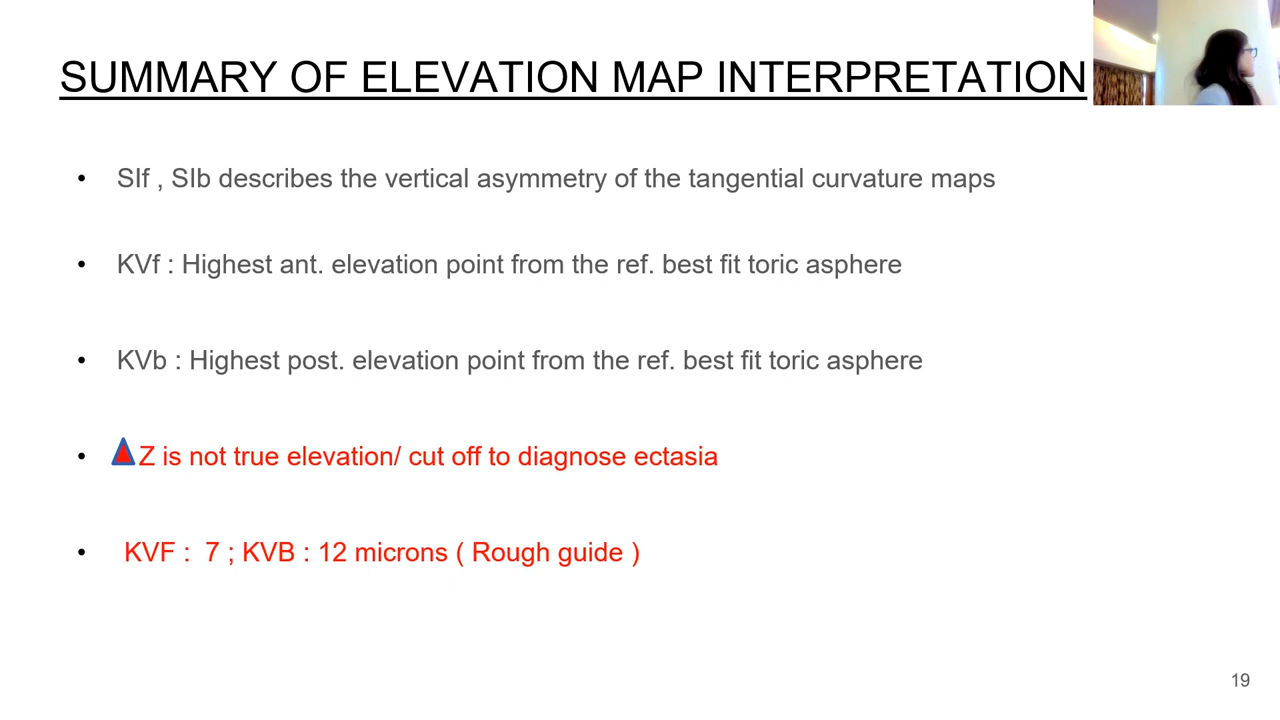 SUMMARY OF ELEVATION MAP INTERPRETATION
• SIf , SIb describes the vertical asymmetry of the tangential curvature maps
• KVf : Highest ant. elevation point from the ref. best fit toric asphere
• KVb : Highest post. elevation point from the ref. best fit toric asphere
• Z is not true elevation/ cut off to diagnose ectasia
• KVF : 7 ; KVB : 12 microns ( Rough guide )
19